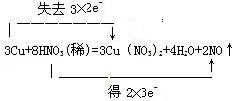 失去 3×2e⁻
3Cu+8HNO₃(稀)=3Cu (NO₃)₂+4H₂O+2NO↑
得 2×3e⁻